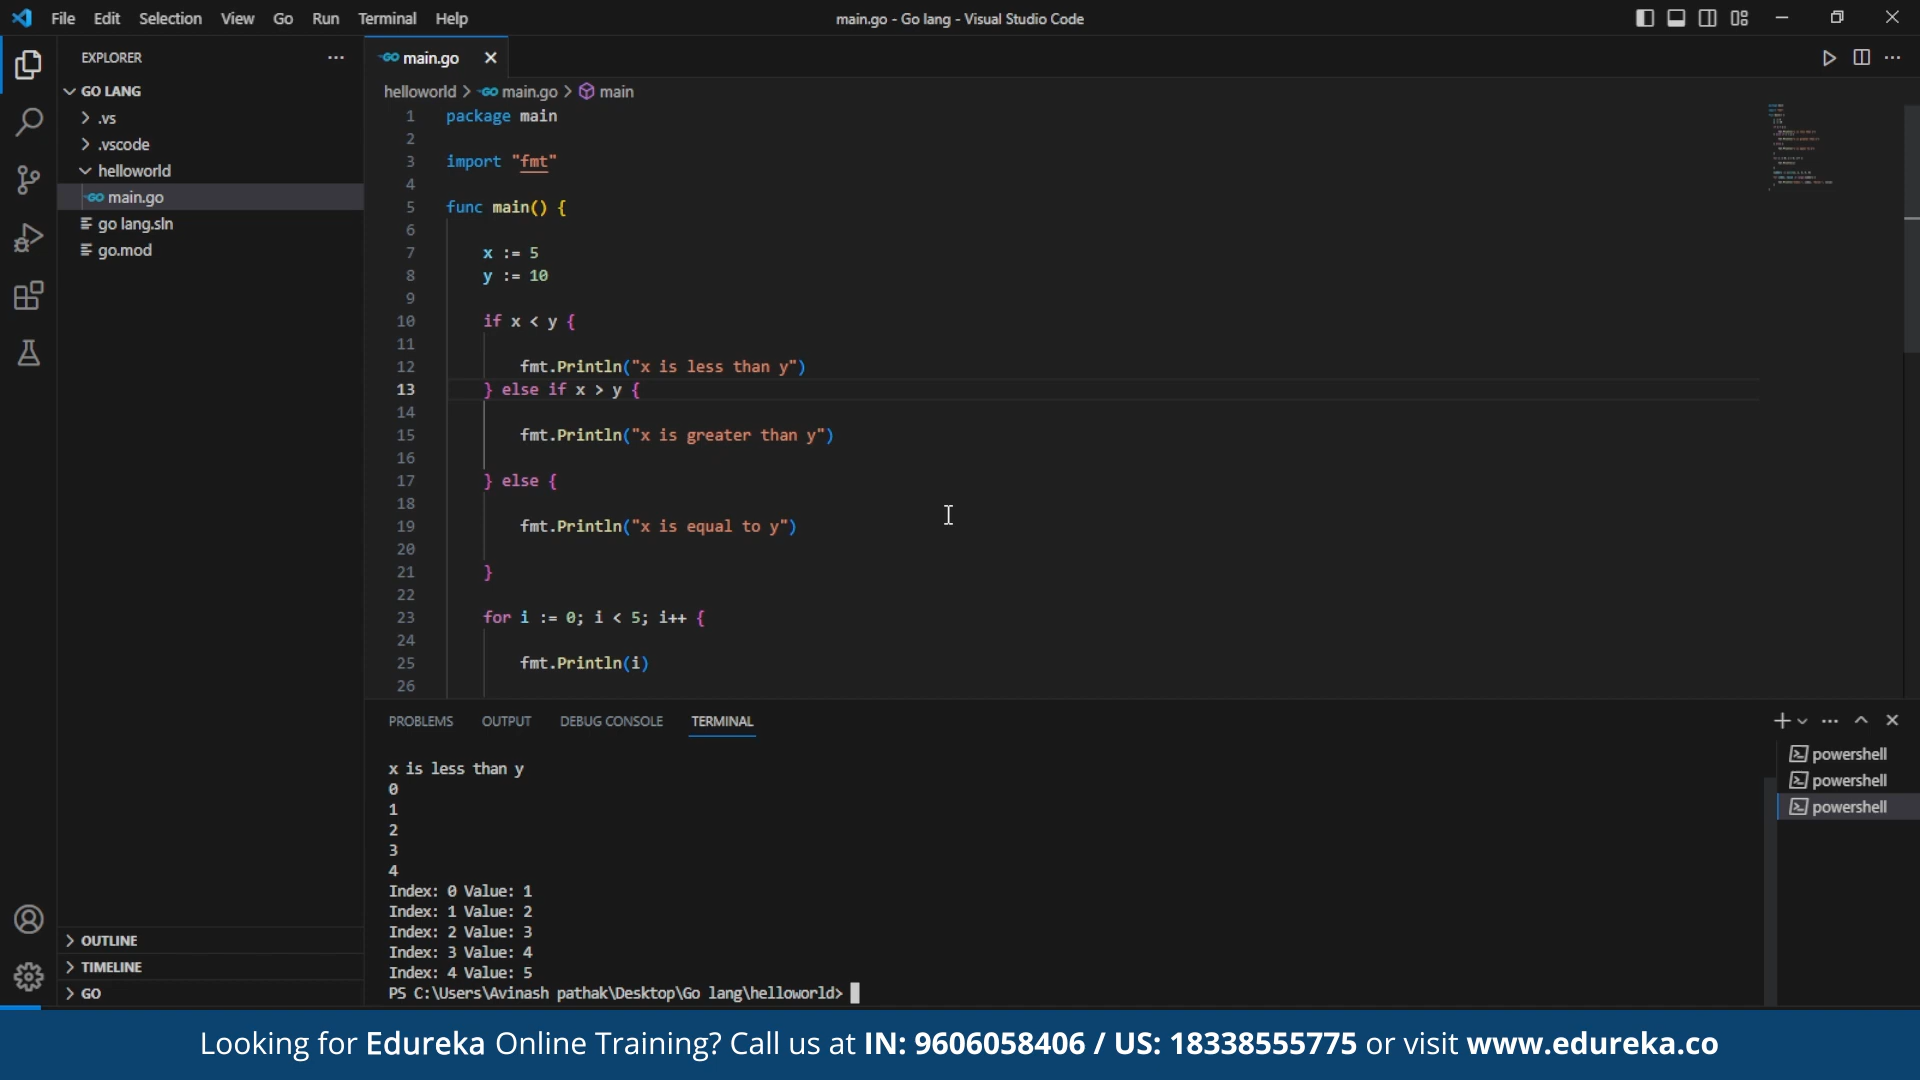 File Edit Selection View Go Run Terminal Help
main.go - Go lang - Visual Studio Code
EXPLORER
GO LANG
.vs
.vscode
helloworld
main.go
go lang.sln
go.mod
OUTLINE
TIMELINE
GO
main.go
helloworld > main.go > main
1 package main
2
3 import "fmt"
4
5 func main() {
6
7 x := 5
8 y := 10
9
10 if x < y {
11
12 fmt.Println("x is less than y")
13 } else if x > y {
14
15 fmt.Println("x is greater than y")
16
17 } else {
18
19 fmt.Println("x is equal to y")
20
21 }
22
23 for i := 0; i < 5; i++ {
24
25 fmt.Println(i)
26
PROBLEMS OUTPUT DEBUG CONSOLE TERMINAL
x is less than y
0
1
2
3
4
Index: 0 Value: 1
Index: 1 Value: 2
Index: 2 Value: 3
Index: 3 Value: 4
Index: 4 Value: 5
PS C:\Users\Avinash pathak\Desktop\Go lang\helloworld>
powershell
powershell
powershell
Looking for Edureka Online Training? Call us at IN: 9606058406 / US: 18338555775 or visit www.edureka.co